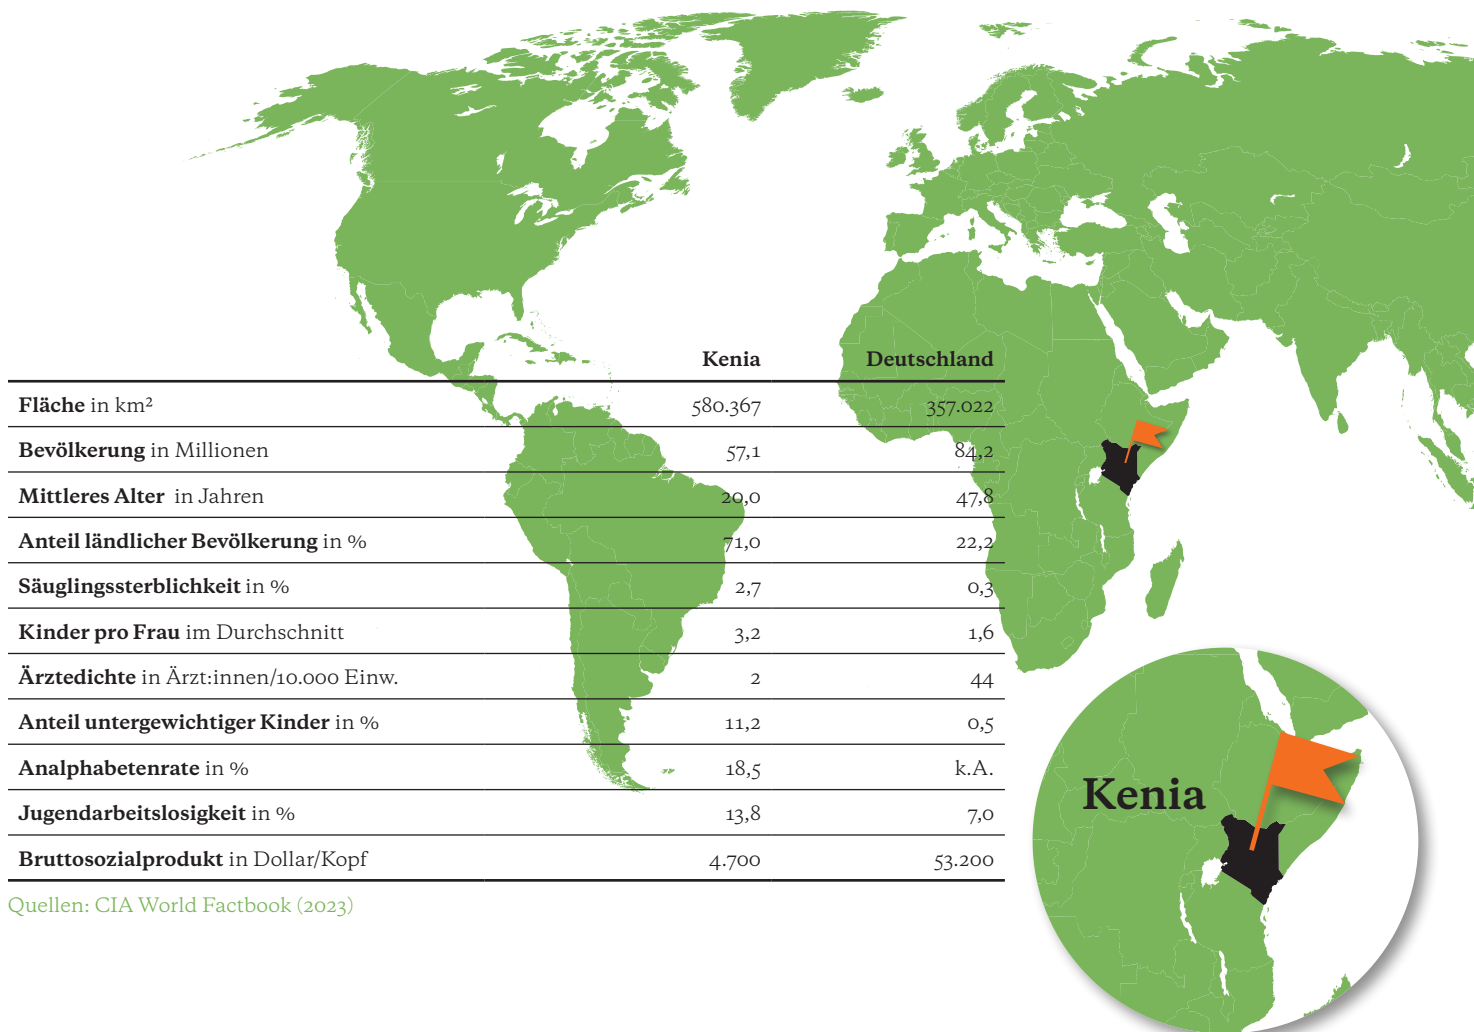 Kenia Deutschland
Fläche in km² 580.367 357.022
Bevölkerung in Millionen 57,1 84,2
Mittleres Alter in Jahren 20,0 47,8
Anteil ländlicher Bevölkerung in % 71,0 22,2
Säuglingssterblichkeit in % 2,7 0,3
Kinder pro Frau im Durchschnitt 3,2 1,6
Ärztedichte in Ärzt:innen/10.000 Einw. 2 44
Anteil untergewichtiger Kinder in % 11,2 0,5
Analphabetenrate in % 18,5 k.A.
Jugendarbeitslosigkeit in % 13,8 7,0
Bruttosozialprodukt in Dollar/Kopf 4.700 53.200
Quellen: CIA World Factbook (2023)
Kenia